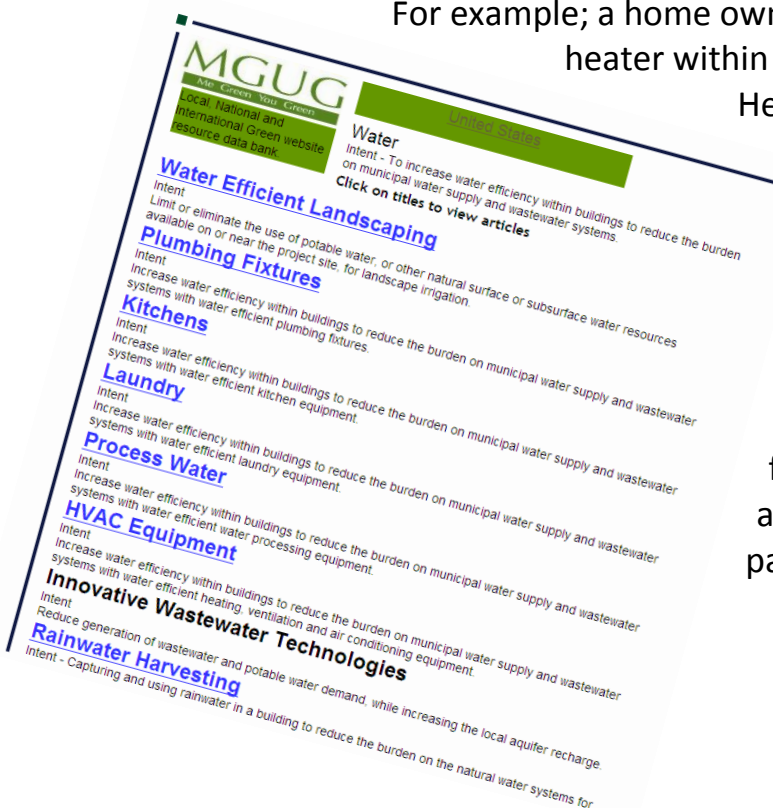 For example; a home own
heater within
He
MGUG
Me Green You Green
Local, National and
International Green website
resource data bank.
United States
Water
Intent - To increase water efficiency within buildings to reduce the burden
on municipal water supply and wastewater systems.
Click on titles to view articles
Water Efficient Landscaping
Intent
Limit or eliminate the use of potable water, or other natural surface or subsurface water resources
available on or near the project site, for landscape irrigation.
Plumbing Fixtures
Intent
Increase water efficiency within buildings to reduce the burden on municipal water supply and wastewater
systems with water efficient plumbing fixtures.
Kitchens
Intent
Increase water efficiency within buildings to reduce the burden on municipal water supply and wastewater
systems with water efficient kitchen equipment.
Laundry
Intent
Increase water efficiency within buildings to reduce the burden on municipal water supply and wastewater
systems with water efficient laundry equipment.
Process Water
Intent
Increase water efficiency within buildings to reduce the burden on municipal water supply and wastewater
systems with water efficient water processing equipment.
HVAC Equipment
Intent
Increase water efficiency within buildings to reduce the burden on municipal water supply and wastewater
systems with water efficient heating, ventilation and air conditioning equipment.
Innovative Wastewater Technologies
Intent
Reduce generation of wastewater and potable water demand, while increasing the local aquifer recharge.
Rainwater Harvesting
Intent - Capturing and using rainwater in a building to reduce the burden on the natural water systems for
f
a
pa